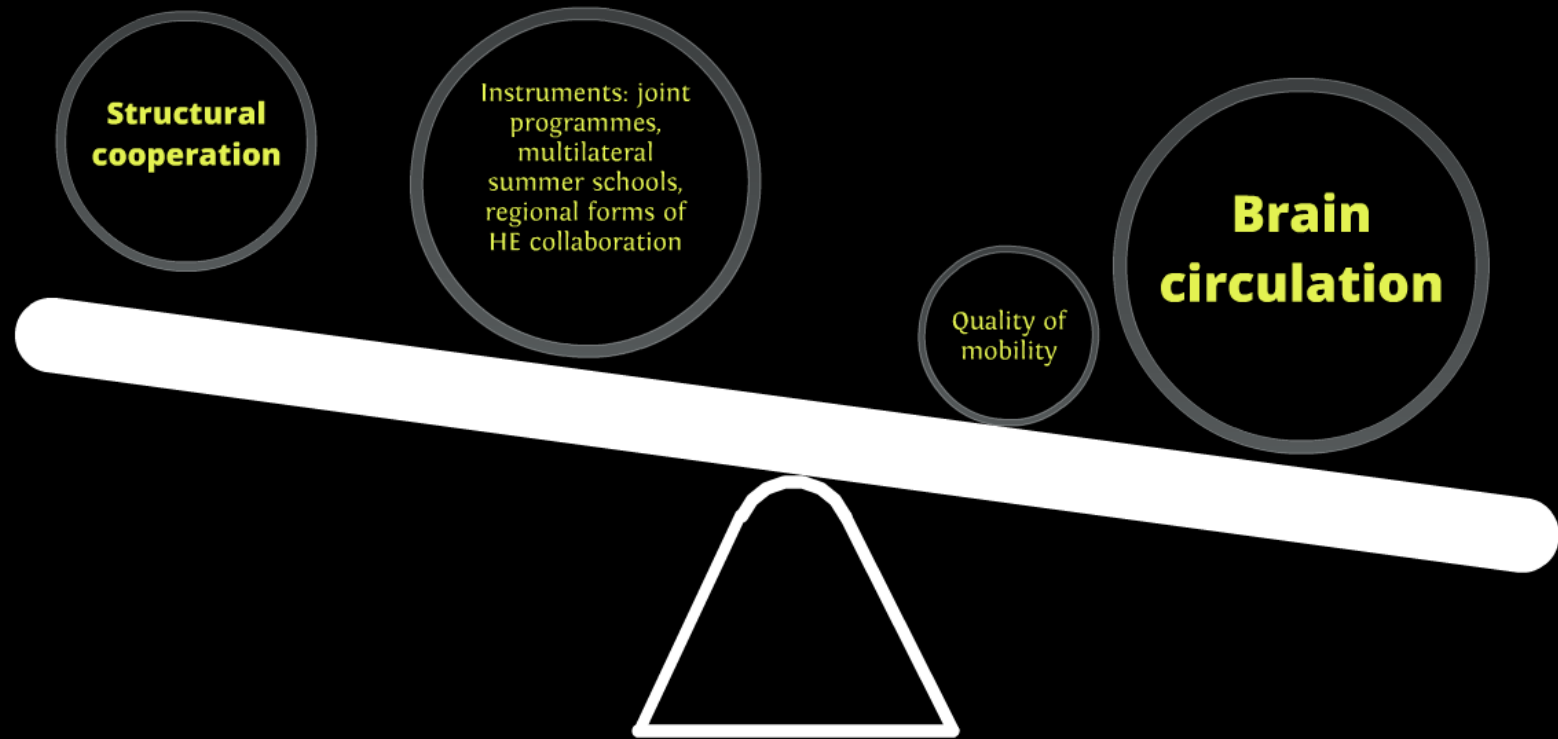 Structural
cooperation
Instruments: joint
programmes,
multilateral
summer schools,
regional forms of
HE collaboration
Quality of
mobility
Brain
circulation